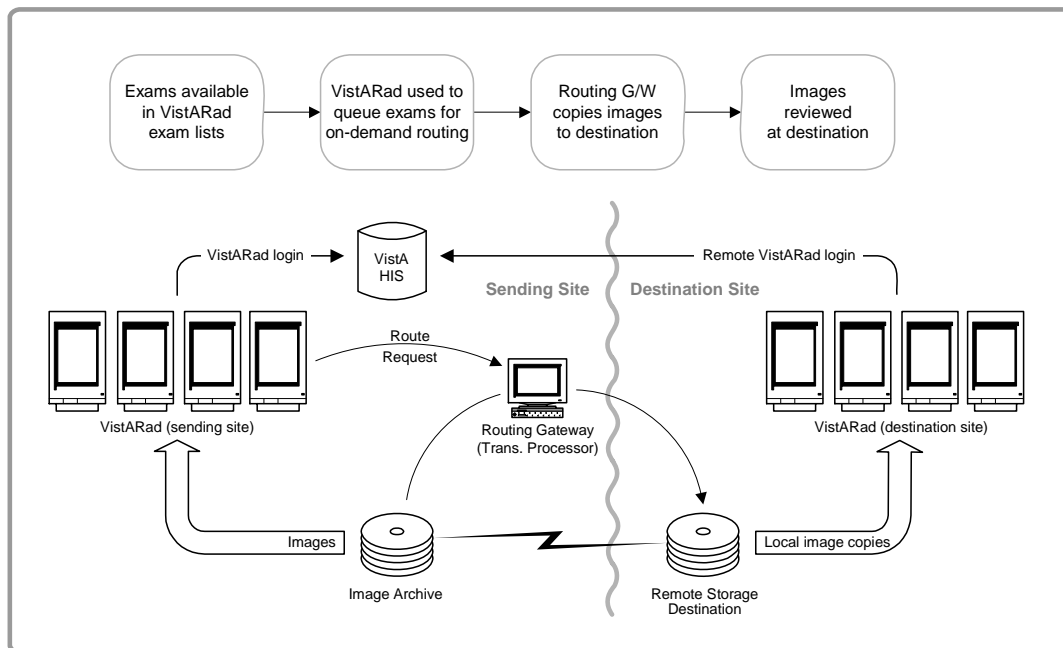 Exams available
in VistARad
exam lists
VistARad used to
queue exams for
on-demand routing
Routing G/W
copies images
to destination
Images
reviewed
at destination
VistARad login
VistA
HIS
Remote VistARad login
Sending Site
Destination Site
Route
Request
VistARad (sending site)
Routing Gateway
(Trans. Processor)
VistARad (destination site)
Images
Local image copies
Image Archive
Remote Storage
Destination